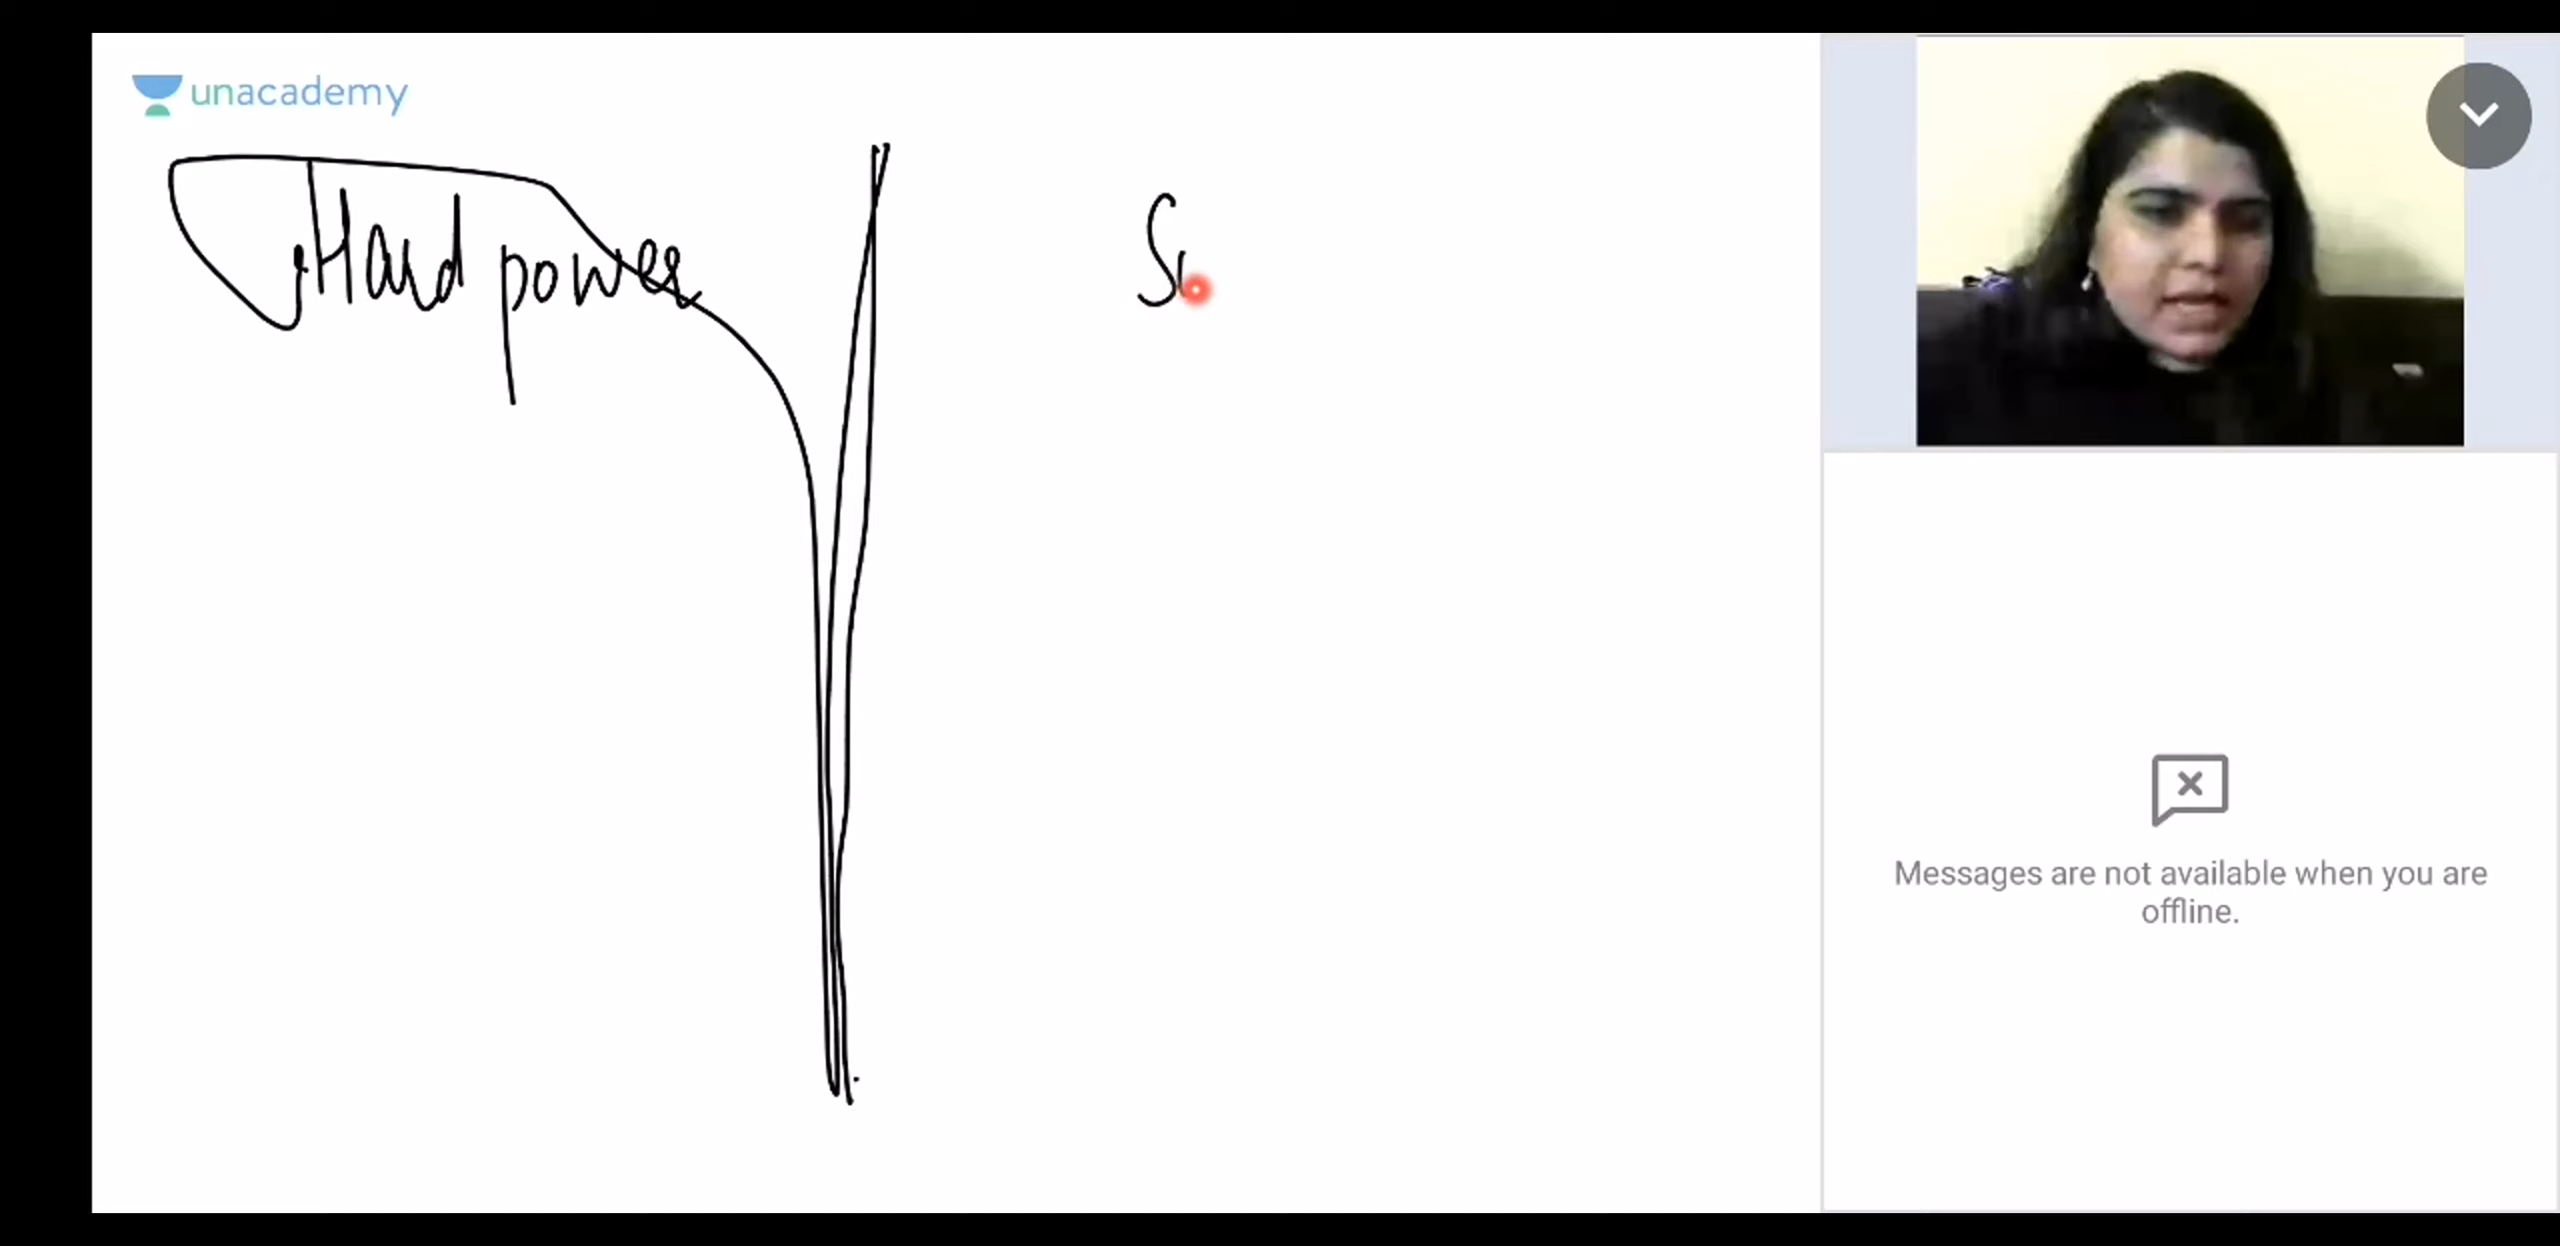 unacademy
Hard power
Messages are not available when you are
offline.